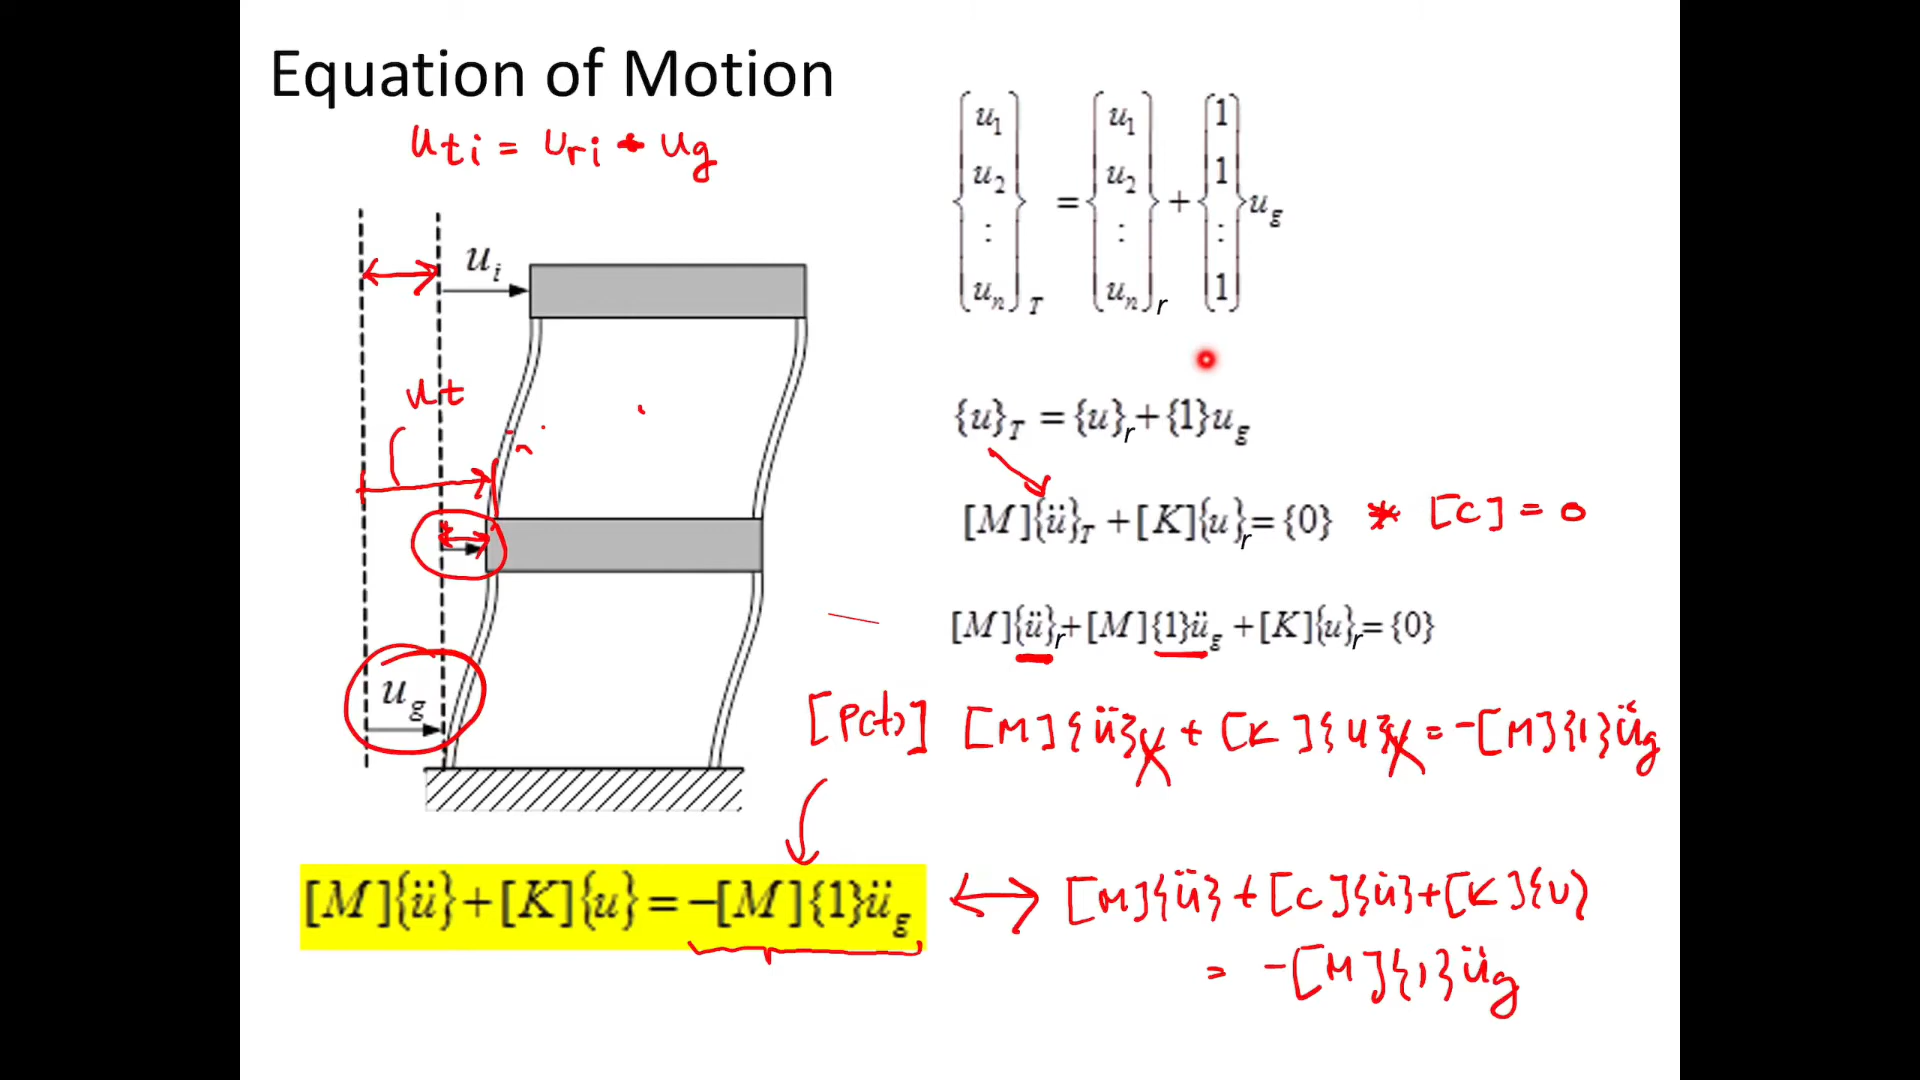 Equation of Motion
uti = uri + ug
{u1 u2 ⋮ un}T = {u1 u2 ⋮ un}r + {1 1 ⋮ 1}ug
ui
ut
{u}T = {u}r + {1}ug
[M]{ü}T + [K]{u}r = {0} * [C] = 0
[M]{ü}r + [M]{1}üg + [K]{u}r = {0}
ug
[P(t)] [M]{ü} + [K]{u} = -[M]{1}üg
[M]{ü} + [K]{u} = -[M]{1}üg ↔ [M]{ü} + [C]{u̇} + [K]{u}
= -[M]{1}üg